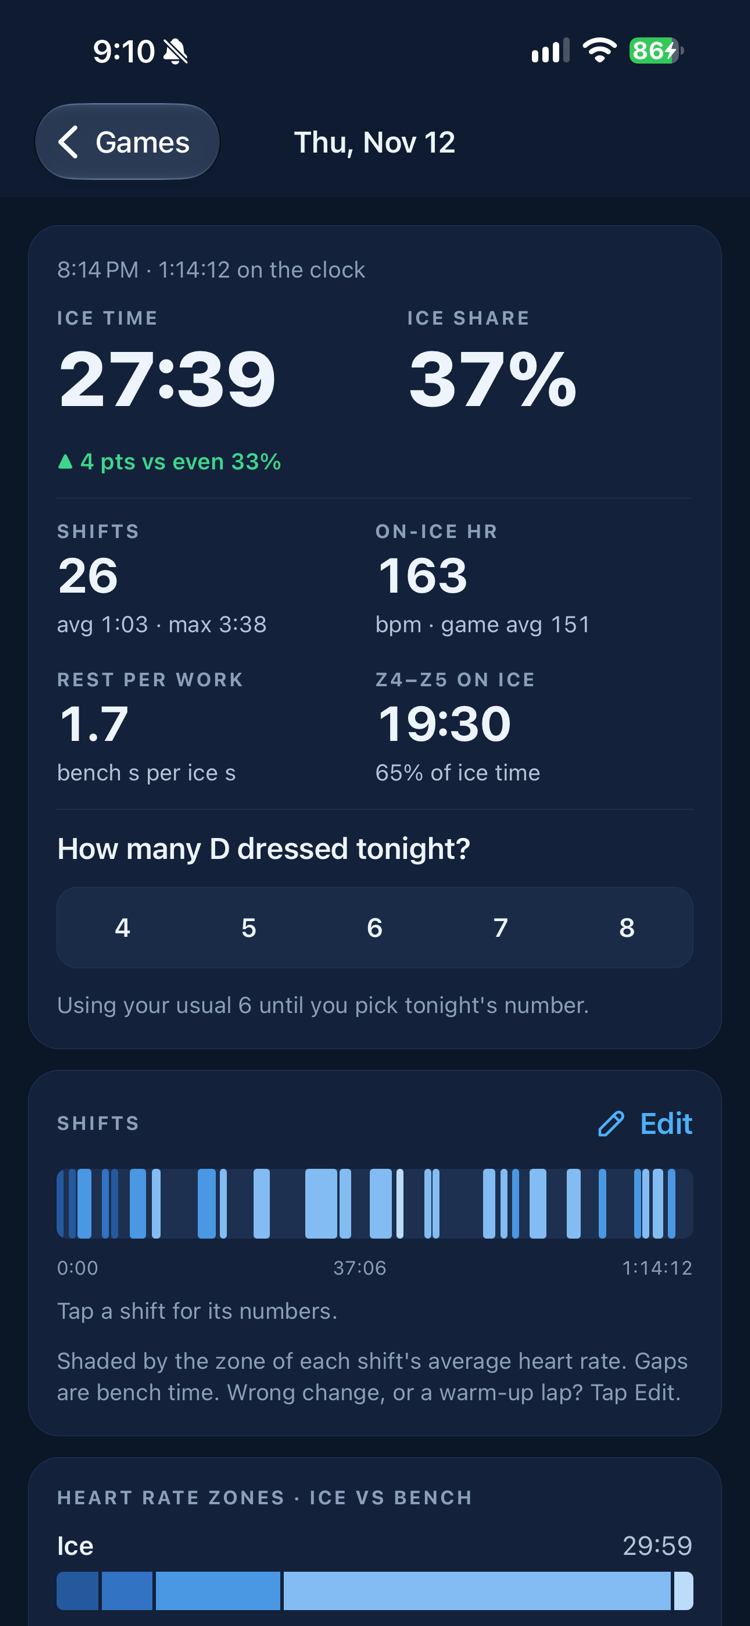 9:10
86
Games
Thu, Nov 12
8:14 PM · 1:14:12 on the clock
ICE TIME
ICE SHARE
27:39
37%
▲ 4 pts vs even 33%
SHIFTS
ON-ICE HR
26
163
avg 1:03 · max 3:38
bpm · game avg 151
REST PER WORK
Z4–Z5 ON ICE
1.7
19:30
bench s per ice s
65% of ice time
How many D dressed tonight?
4 5 6 7 8
Using your usual 6 until you pick tonight's number.
SHIFTS
Edit
0:00 37:06 1:14:12
Tap a shift for its numbers.
Shaded by the zone of each shift's average heart rate. Gaps
are bench time. Wrong change, or a warm-up lap? Tap Edit.
HEART RATE ZONES · ICE VS BENCH
Ice
29:59